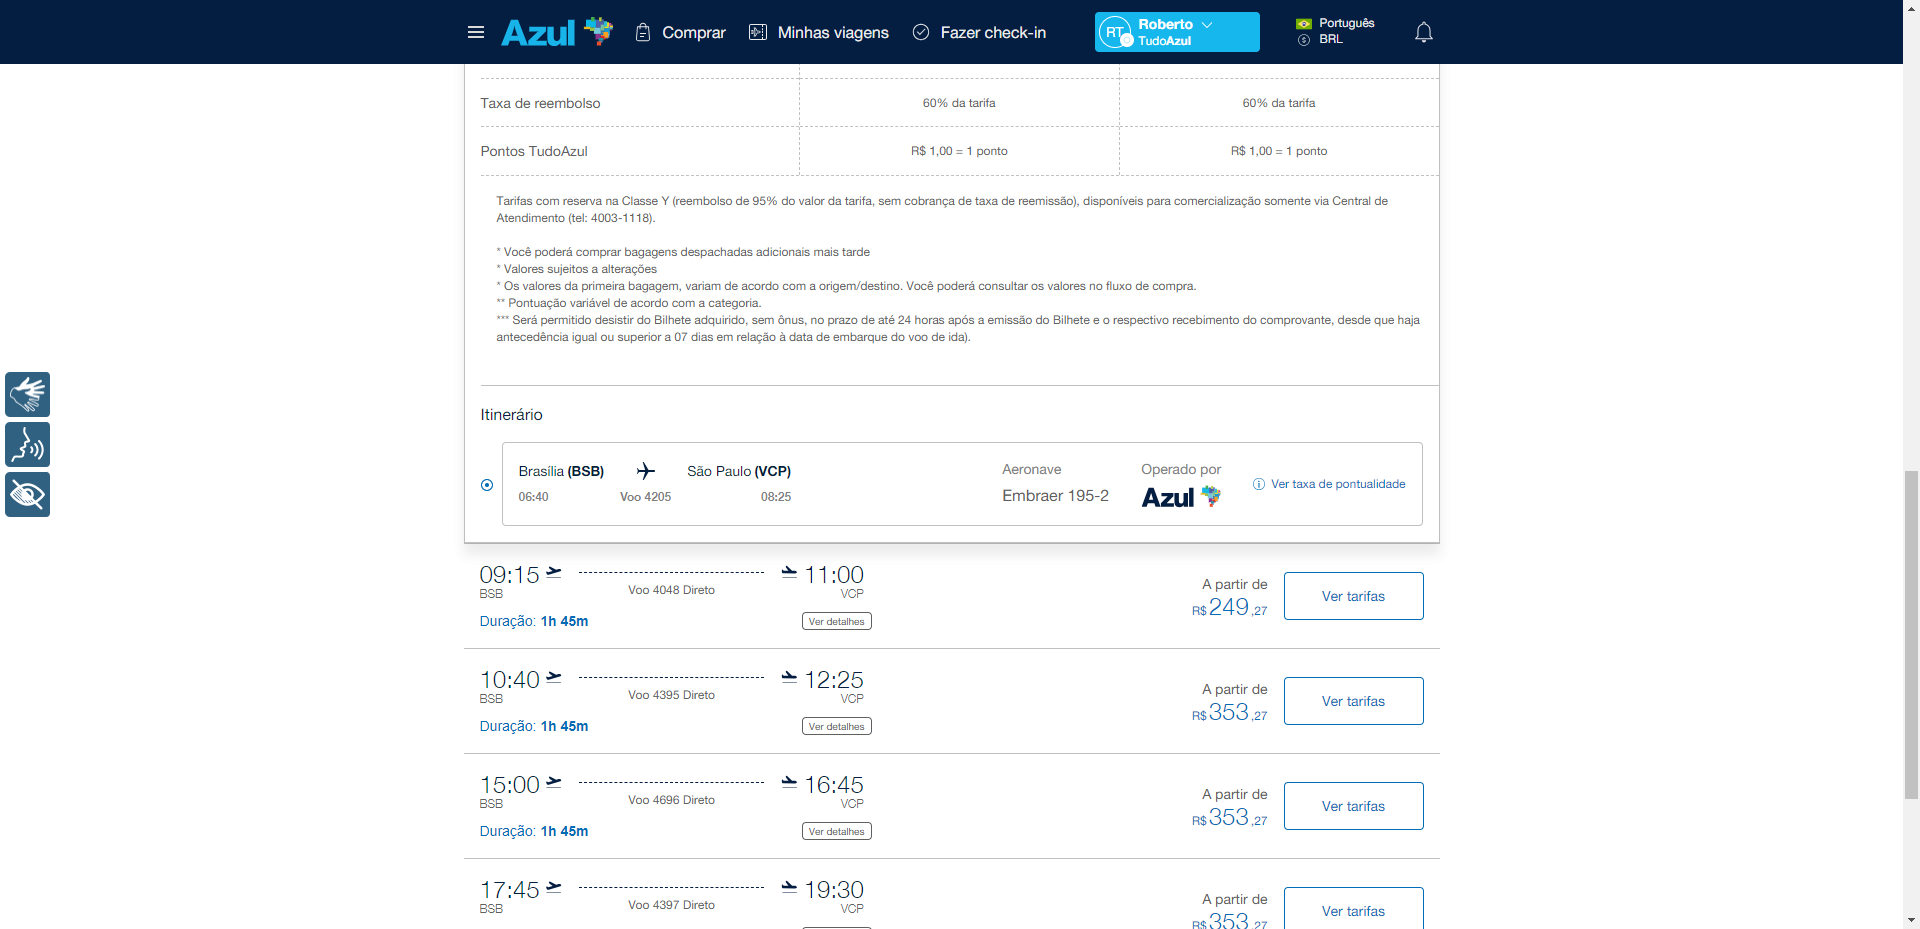 Azul
Comprar
Minhas viagens
Fazer check-in
RT
Roberto
TudoAzul
Português
BRL
Taxa de reembolso 60% da tarifa 60% da tarifa
Pontos TudoAzul R$ 1,00 = 1 ponto R$ 1,00 = 1 ponto
Tarifas com reserva na Classe Y (reembolso de 95% do valor da tarifa, sem cobrança de taxa de reemissão), disponíveis para comercialização somente via Central de
Atendimento (tel: 4003-1118).
* Você poderá comprar bagagens despachadas adicionais mais tarde
* Valores sujeitos a alterações
* Os valores da primeira bagagem, variam de acordo com a origem/destino. Você poderá consultar os valores no fluxo de compra.
** Pontuação variável de acordo com a categoria.
*** Será permitido desistir do Bilhete adquirido, sem ônus, no prazo de até 24 horas após a emissão do Bilhete e o respectivo recebimento do comprovante, desde que haja
antecedência igual ou superior a 07 dias em relação à data de embarque do voo de ida).
Itinerário
Brasília (BSB) São Paulo (VCP) Aeronave Operado por
06:40 Voo 4205 08:25 Embraer 195-2 Azul Ver taxa de pontualidade
09:15 11:00
BSB Voo 4048 Direto VCP
Duração: 1h 45m Ver detalhes
A partir de
R$ 249,27
Ver tarifas
10:40 12:25
BSB Voo 4395 Direto VCP
Duração: 1h 45m Ver detalhes
A partir de
R$ 353,27
Ver tarifas
15:00 16:45
BSB Voo 4696 Direto VCP
Duração: 1h 45m Ver detalhes
A partir de
R$ 353,27
Ver tarifas
17:45 19:30
BSB Voo 4397 Direto VCP
A partir de
R$ 353,27
Ver tarifas